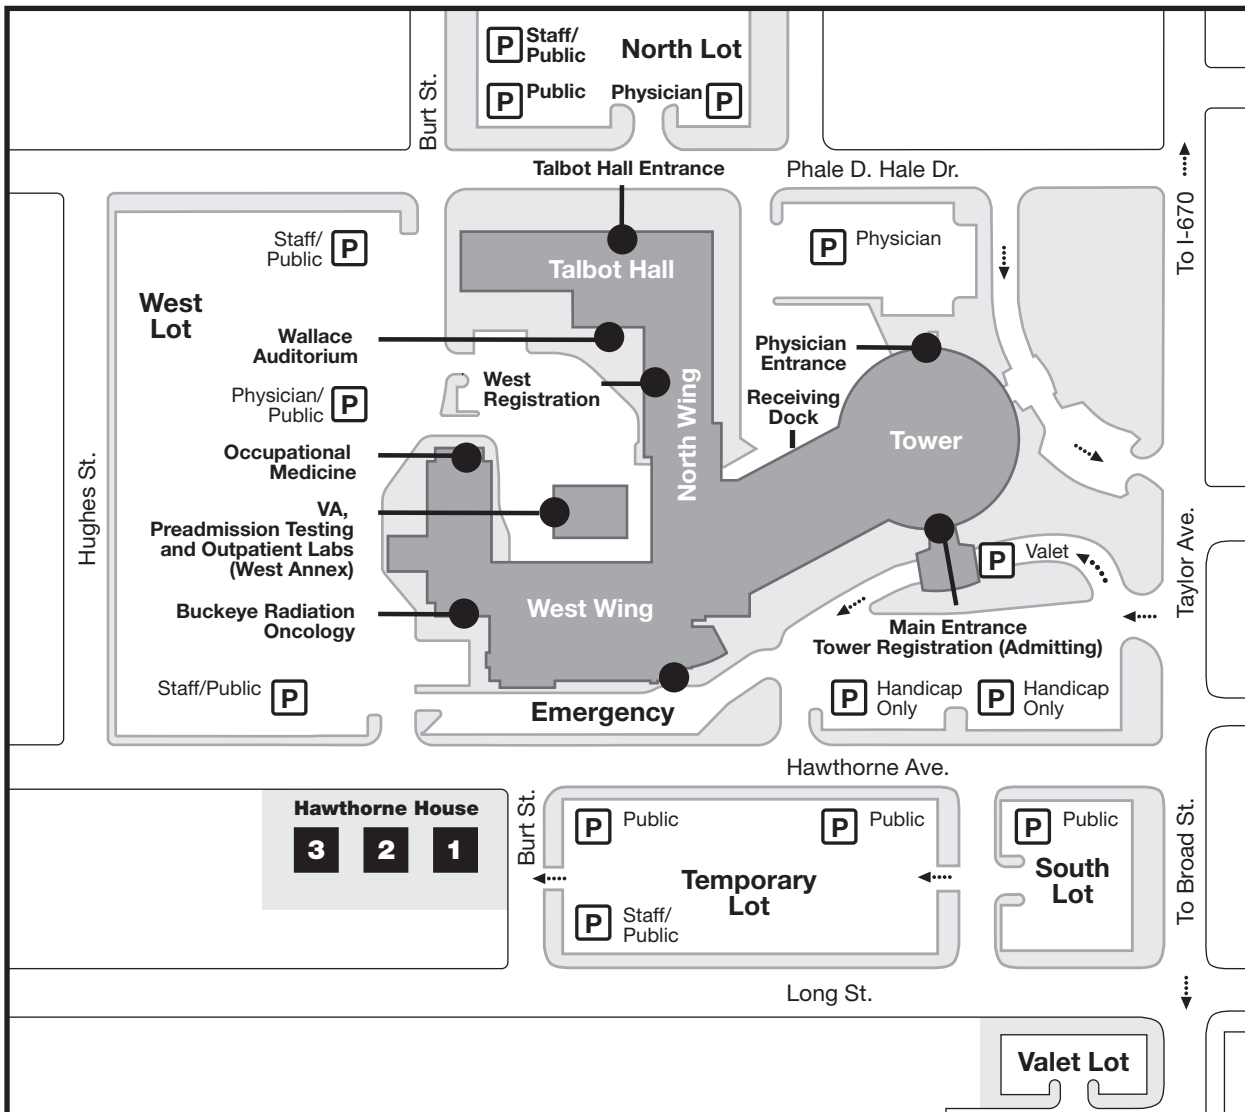 P Staff/
Public
North Lot
P Public
Physician P
Burt St.
Talbot Hall Entrance
Phale D. Hale Dr.
To I-670
Staff/
Public P
P Physician
Talbot Hall
West
Lot
Wallace
Auditorium
Physician
Entrance
West
Registration
Physician/
Public P
Receiving
Dock
North Wing
Tower
Occupational
Medicine
Hughes St.
VA,
Preadmission Testing
and Outpatient Labs
(West Annex)
P Valet
Taylor Ave.
Buckeye Radiation
Oncology
West Wing
Main Entrance
Tower Registration (Admitting)
Staff/Public P
P Handicap
Only
P Handicap
Only
Emergency
Hawthorne Ave.
Hawthorne House
3 2 1
Burt St.
P Public
P Public
P Public
To Broad St.
Temporary
Lot
South
Lot
P Staff/
Public
Long St.
Valet Lot